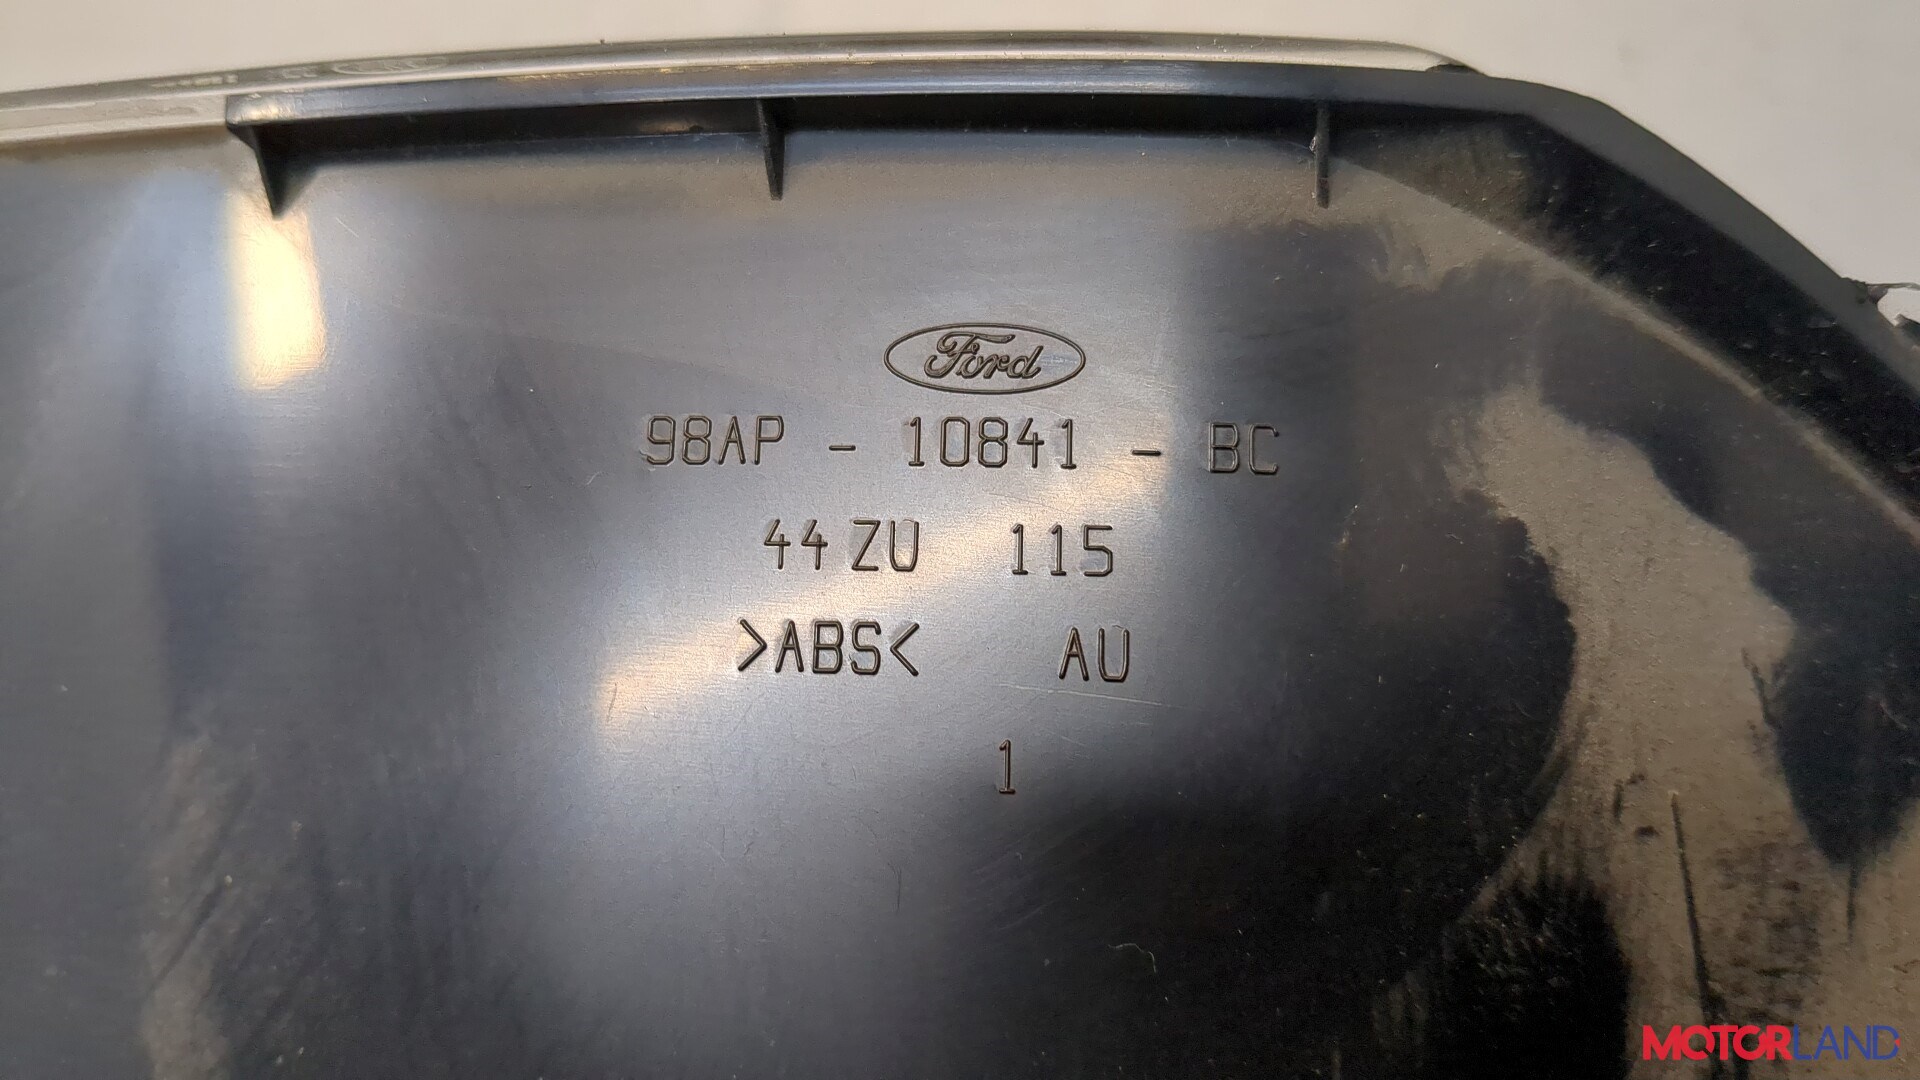 Ford
98AP - 10841 - BC
44 ZU 115
>ABS< AU
1
MOTORLAND